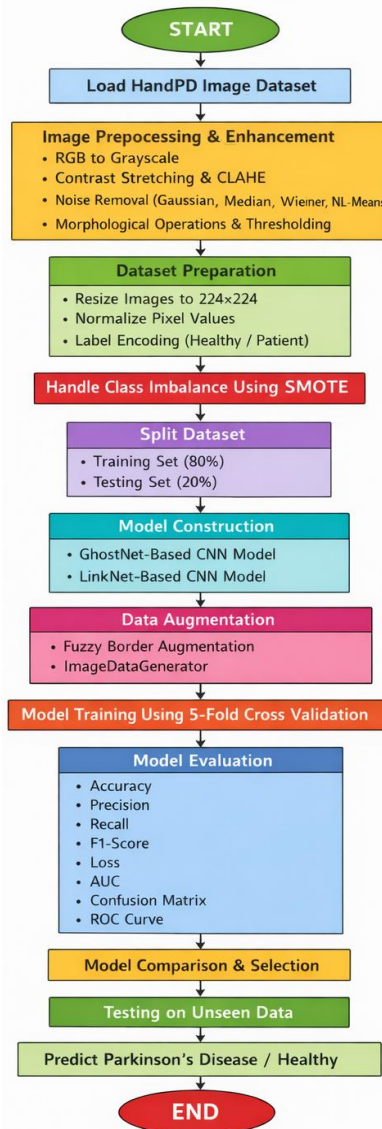 START
Load HandPD Image Dataset
Image Prepocessing & Enhancement
• RGB to Grayscale
• Contrast Stretching & CLAHE
• Noise Removal (Gaussian, Median, Wiener, NL-Means
• Morphological Operations & Thresholding
Dataset Preparation
• Resize Images to 224×224
• Normalize Pixel Values
• Label Encoding (Healthy / Patient)
Handle Class Imbalance Using SMOTE
Split Dataset
• Training Set (80%)
• Testing Set (20%)
Model Construction
• GhostNet-Based CNN Model
• LinkNet-Based CNN Model
Data Augmentation
• Fuzzy Border Augmentation
• ImageDataGenerator
Model Training Using 5-Fold Cross Validation
Model Evaluation
• Accuracy
• Precision
• Recall
• F1-Score
• Loss
• AUC
• Confusion Matrix
• ROC Curve
Model Comparison & Selection
Testing on Unseen Data
Predict Parkinson's Disease / Healthy
END